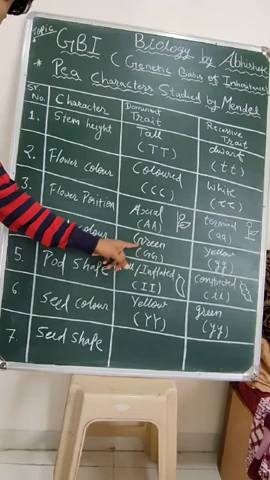 Topic GBI Biology by Abhishek
* (Genetic Basis of Inheritance)
* Pea Characters Studied by Mendel
Sr. No. Character Dominant Trait Recessive Trait
1. Stem height Tall (TT) dwarf (tt)
2. Flower colour Coloured (CC) White (cc)
3. Flower Position Axial (AA) terminal (aa)
colour Green (GG) Yellow (gg)
5. Pod Shape /Inflated (II) Constricted (ii)
6 Seed colour Yellow (YY) green (yy)
7. Seed shape